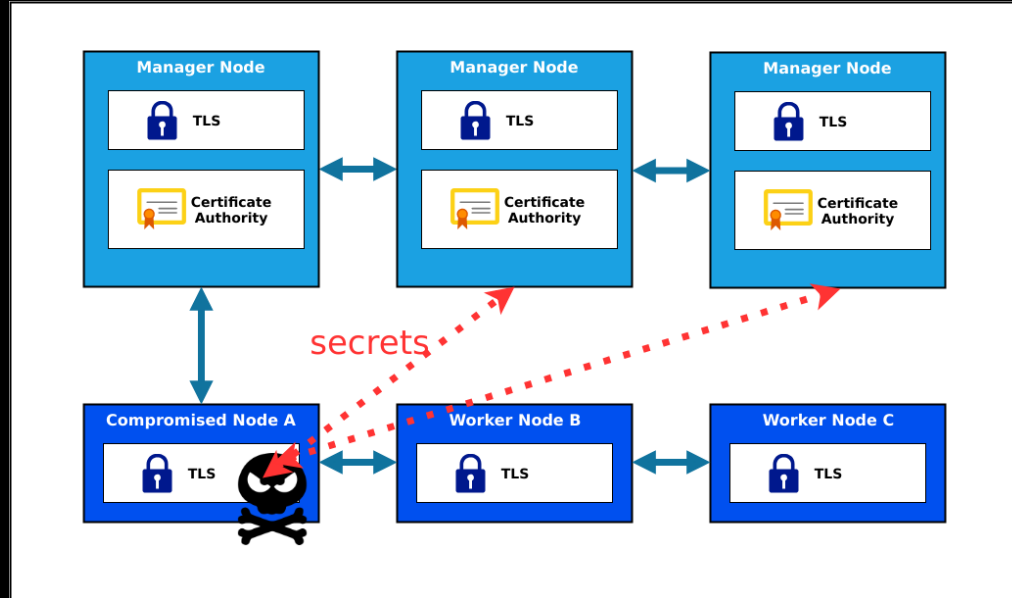 Manager Node
Manager Node
Manager Node
TLS
TLS
TLS
Certificate
Authority
Certificate
Authority
Certificate
Authority
secrets
Compromised Node A
Worker Node B
Worker Node C
TLS
TLS
TLS